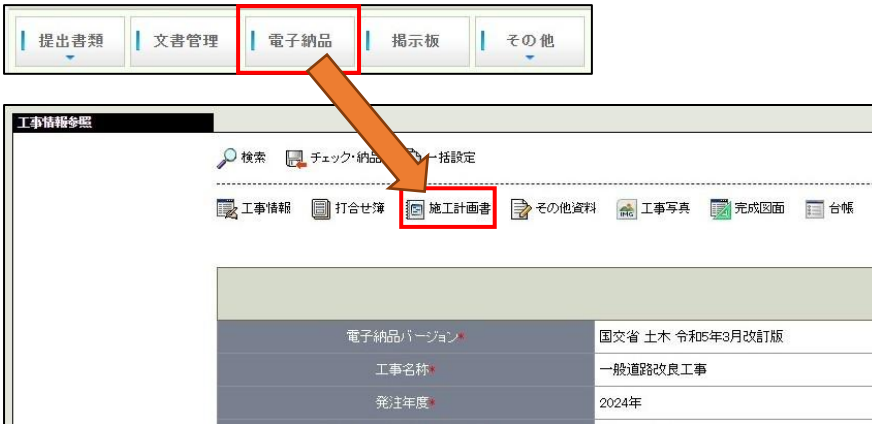 提出書類 文書管理 電子納品 掲示板 その他
工事情報参照
検索 チェック・納品 一括設定
工事情報 打合せ簿 施工計画書 その他資料 工事写真 完成図面 台帳
電子納品バージョン* 国交省 土木 令和5年3月改訂版
工事名称* 一般道路改良工事
発注年度* 2024年